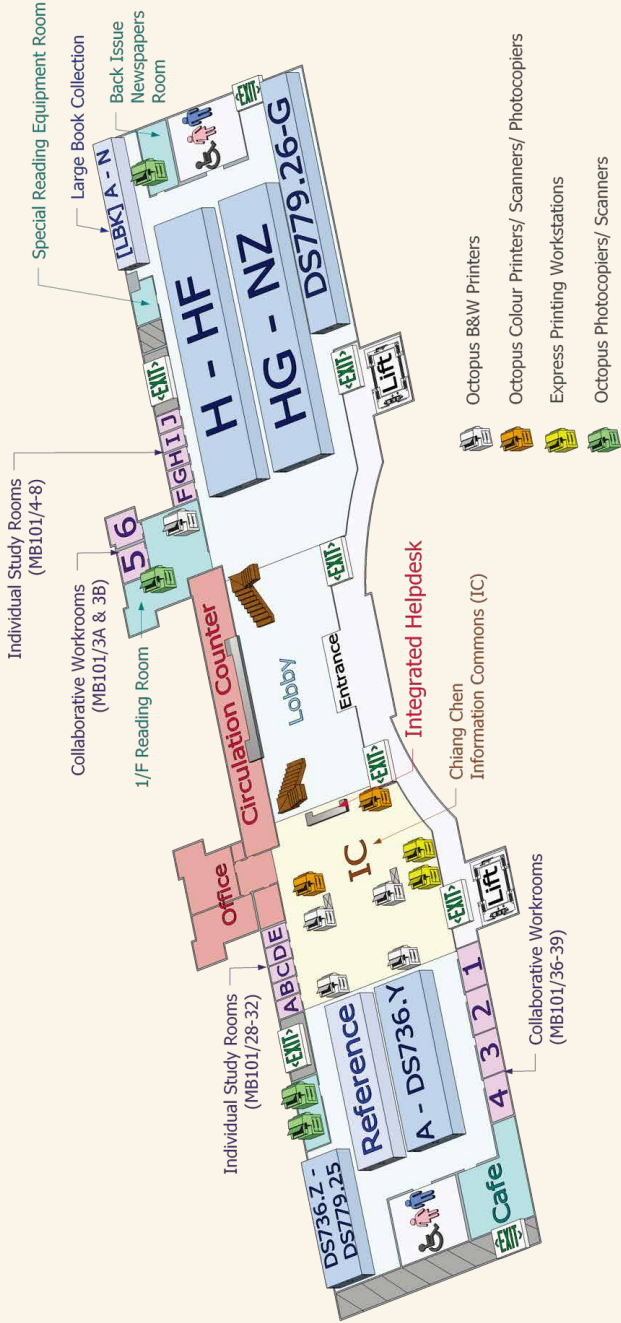 Individual Study Rooms
(MB101/28-32)
Office
Circulation Counter
Individual Study Rooms
(MB101/4-8)
Collaborative Workrooms
(MB101/3A & 3B)
1/F Reading Room
5 6
Special Reading Equipment Room
Large Book Collection
Back Issue
Newspapers
Room
[LBK] A - N
<EXIT>
F G H I J
<EXIT>
H - HF
HG - NZ
DS779.26-G
<EXIT>
Lift
Lobby
<EXIT>
Entrance
<EXIT>
Integrated Helpdesk
IC
Chiang Chen
Information Commons (IC)
A B C D E
<EXIT>
DS736.Z -
DS779.25
Reference
A - DS736.Y
<EXIT>
Lift
4 3 2 1
Collaborative Workrooms
(MB101/36-39)
Cafe
<EXIT>
Octopus B&W Printers
Octopus Colour Printers/ Scanners/ Photocopiers
Express Printing Workstations
Octopus Photocopiers/ Scanners